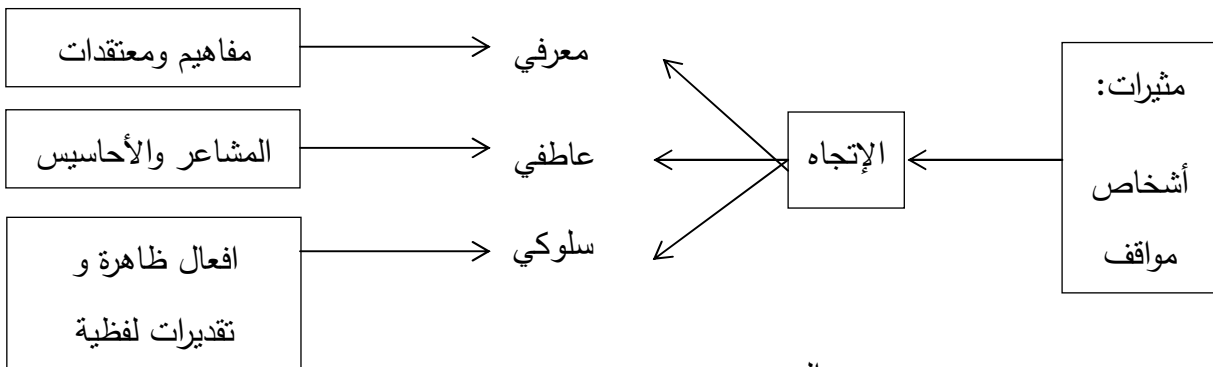 مثيرات:
أشخاص
مواقف
الإتجاه
معرفي
عاطفي
سلوكي
مفاهيم ومعتقدات
المشاعر والأحاسيس
افعال ظاهرة و
تقديرات لفظية